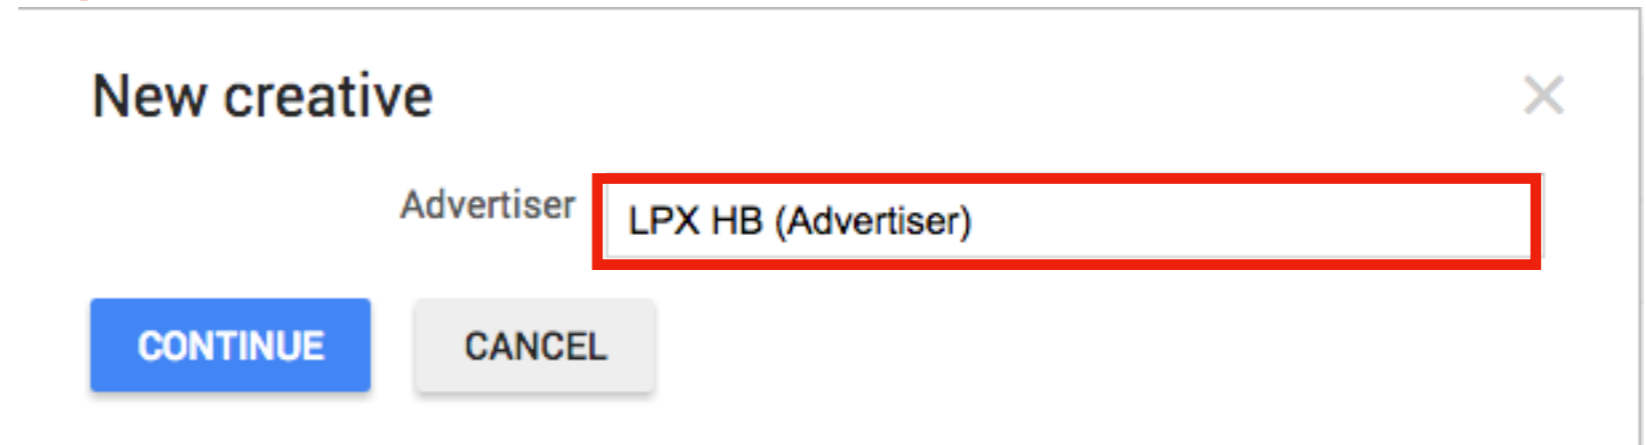 New creative
Advertiser
LPX HB (Advertiser)
CONTINUE
CANCEL